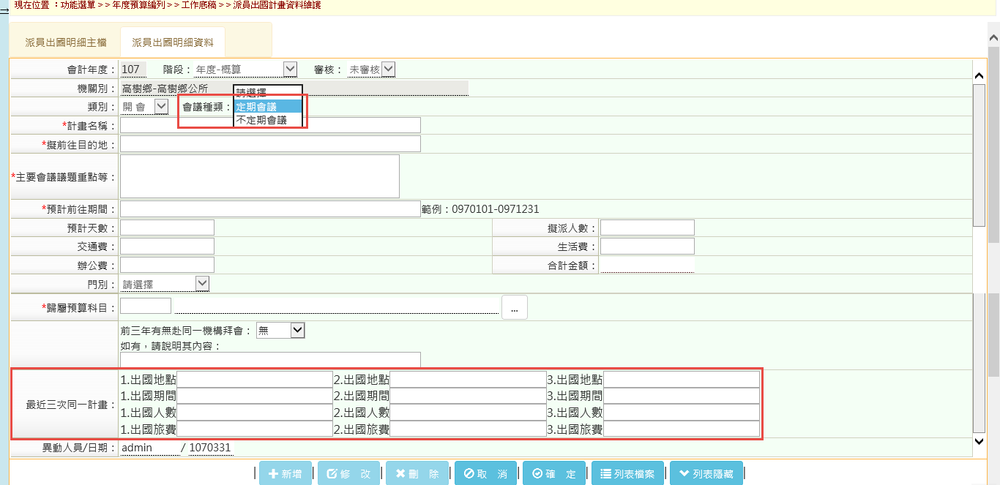 現在位置 ：功能選單 >> 年度預算編列 >> 工作底稿 >> 派員出國計畫資料維護
派員出國明細主檔 派員出國明細資料
會計年度： 107 階段： 年度-概算 審核： 未審核
機關別： 高樹鄉-高樹鄉公所
請選擇
類別： 開 會 會議種類： 定期會議
不定期會議
*計畫名稱：
*擬前往目的地：
*主要會議議題重點等：
*預計前往期間： 範例：0970101-0971231
預計天數： 擬派人數：
交通費： 生活費：
辦公費： 合計金額：
門別： 請選擇
*歸屬預算科目： ...
前三年有無赴同一機構拜會： 無
如有，請說明其內容：
最近三次同一計畫：
1.出國地點 2.出國地點 3.出國地點
1.出國期間 2.出國期間 3.出國期間
1.出國人數 2.出國人數 3.出國人數
1.出國旅費 2.出國旅費 3.出國旅費
異動人員/日期： admin / 1070331
新增 修 改 刪 除 取 消 確 定 列表檔案 列表隱藏